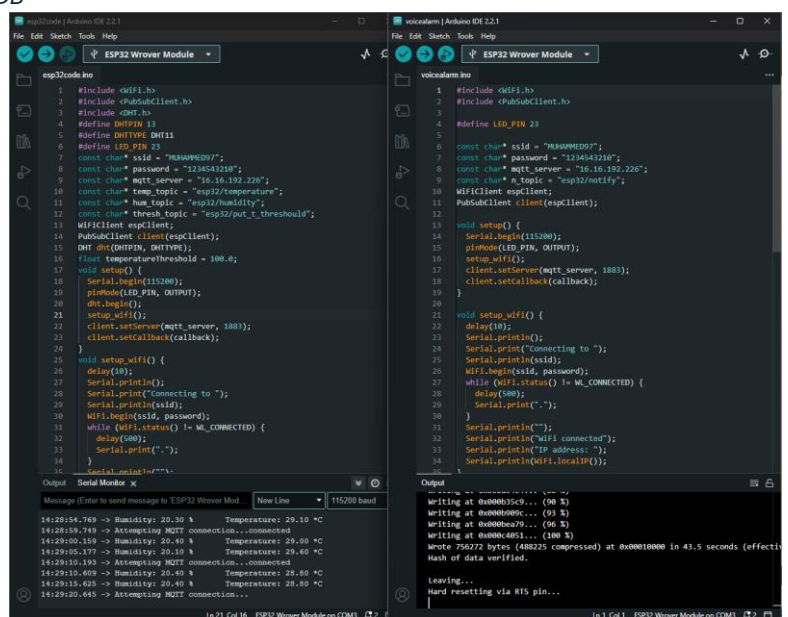 esp32code | Arduino IDE 2.2.1
File Edit Sketch Tools Help
ESP32 Wrover Module
esp32code.ino
1 #include <WiFi.h>
2 #include <PubSubClient.h>
3 #include <DHT.h>
4 #define DHTPIN 13
5 #define DHTTYPE DHT11
6 #define LED_PIN 23
7 const char* ssid = "MUHAMMED97";
8 const char* password = "1234543210";
9 const char* mqtt_server = "16.16.192.226";
10 const char* temp_topic = "esp32/temperature";
11 const char* hum_topic = "esp32/humidity";
12 const char* thresh_topic = "esp32/put_t_threshould";
13 WiFiClient espClient;
14 PubSubClient client(espClient);
15 DHT dht(DHTPIN, DHTTYPE);
16 float temperatureThreshold = 100.0;
17 void setup() {
18 Serial.begin(115200);
19 pinMode(LED_PIN, OUTPUT);
20 dht.begin();
21 setup_wifi();
22 client.setServer(mqtt_server, 1883);
23 client.setCallback(callback);
24 }
25 void setup_wifi() {
26 delay(10);
27 Serial.println();
28 Serial.print("Connecting to ");
29 Serial.println(ssid);
30 WiFi.begin(ssid, password);
31 while (WiFi.status() != WL_CONNECTED) {
32 delay(500);
33 Serial.print(".");
34 }
35 Serial.println("");
Output Serial Monitor x
Message (Enter to send message to 'ESP32 Wrover Mod... New Line 115200 baud
14:28:54.769 -> Humidity: 20.30 % Temperature: 29.10 *C
14:28:59.749 -> Attempting MQTT connection...connected
14:29:00.159 -> Humidity: 20.40 % Temperature: 29.00 *C
14:29:05.177 -> Humidity: 20.10 % Temperature: 29.60 *C
14:29:10.193 -> Attempting MQTT connection...connected
14:29:10.609 -> Humidity: 20.40 % Temperature: 28.80 *C
14:29:15.625 -> Humidity: 20.40 % Temperature: 28.80 *C
14:29:20.645 -> Attempting MQTT connection...
Ln 21, Col 16 ESP32 Wrover Module on COM3 2
voicealarm | Arduino IDE 2.2.1
File Edit Sketch Tools Help
ESP32 Wrover Module
voicealarm.ino
1 #include <WiFi.h>
2 #include <PubSubClient.h>
3
4 #define LED_PIN 23
5
6 const char* ssid = "MUHAMMED97";
7 const char* password = "1234543210";
8 const char* mqtt_server = "16.16.192.226";
9 const char* n_topic = "esp32/notify";
10 WiFiClient espClient;
11 PubSubClient client(espClient);
12
13 void setup() {
14 Serial.begin(115200);
15 pinMode(LED_PIN, OUTPUT);
16 setup_wifi();
17 client.setServer(mqtt_server, 1883);
18 client.setCallback(callback);
19 }
20
21 void setup_wifi() {
22 delay(10);
23 Serial.println();
24 Serial.print("Connecting to ");
25 Serial.println(ssid);
26 WiFi.begin(ssid, password);
27 while (WiFi.status() != WL_CONNECTED) {
28 delay(500);
29 Serial.print(".");
30 }
31 Serial.println("");
32 Serial.println("WiFi connected");
33 Serial.println("IP address: ");
34 Serial.println(WiFi.localIP());
Output
Writing at 0x000b35c9... (90 %)
Writing at 0x000b909c... (93 %)
Writing at 0x000bea79... (96 %)
Writing at 0x000c4051... (100 %)
Wrote 756272 bytes (488225 compressed) at 0x00010000 in 43.5 seconds (effecti
Hash of data verified.
Leaving...
Hard resetting via RTS pin...
Ln 1, Col 1 ESP32 Wrover Module on COM3 2